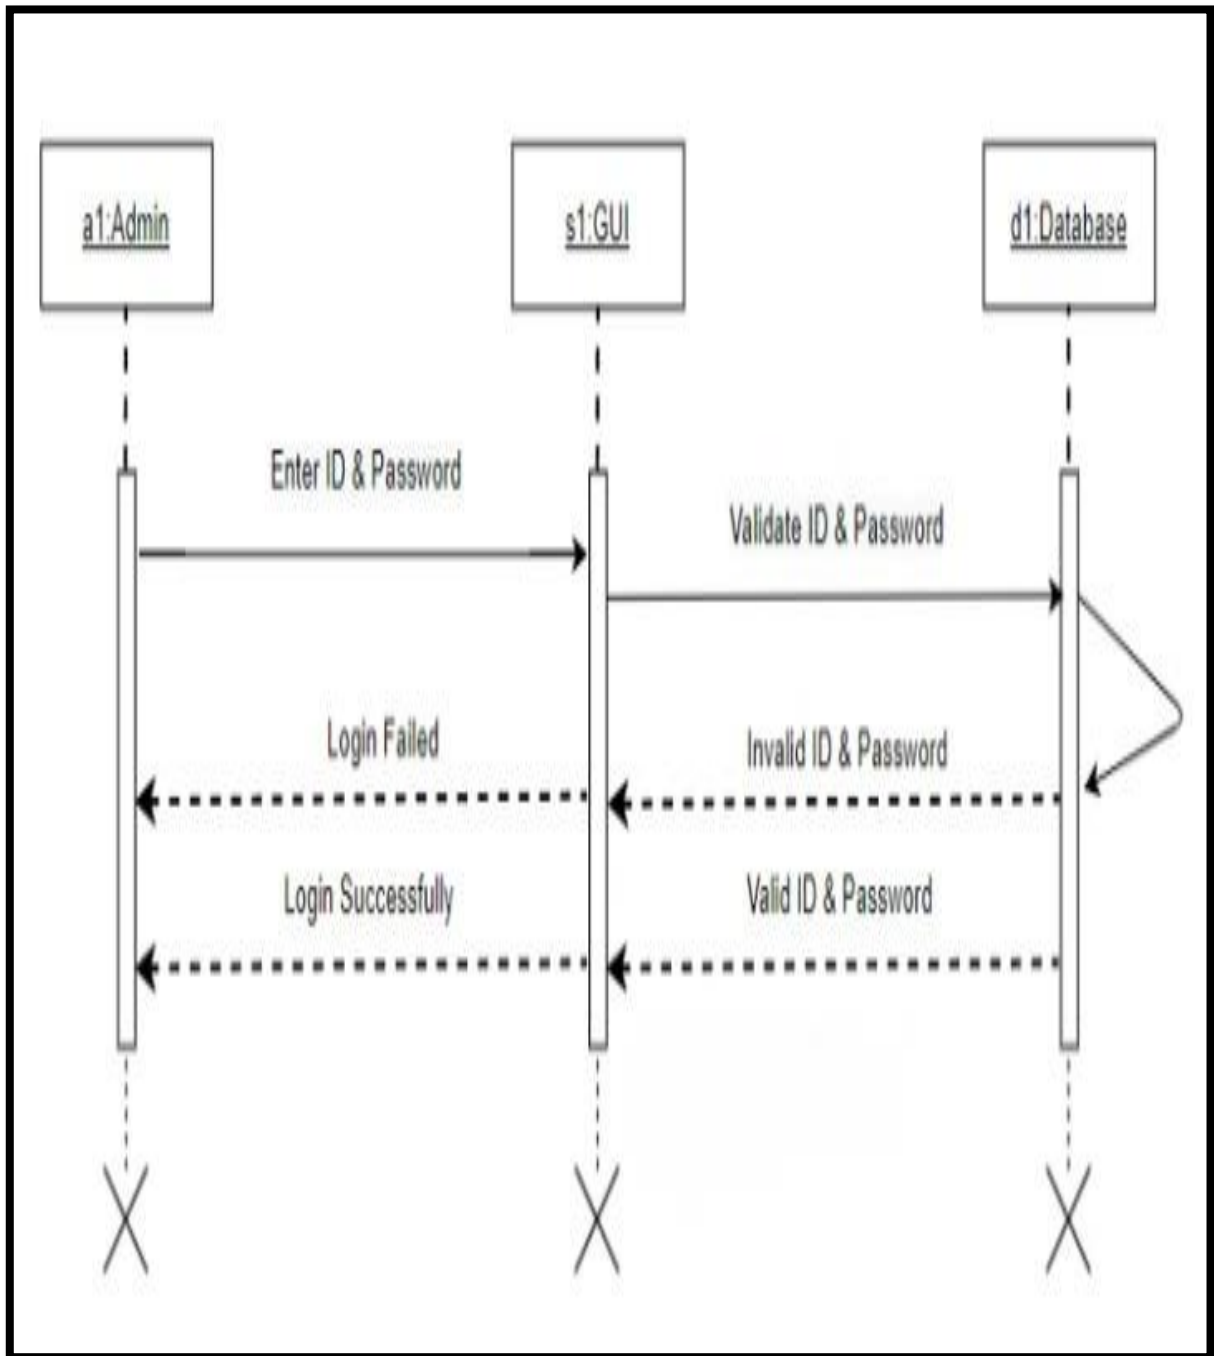 a1:Admin
s1:GUI
d1:Database
Enter ID & Password
Validate ID & Password
Login Failed
Invalid ID & Password
Login Successfully
Valid ID & Password